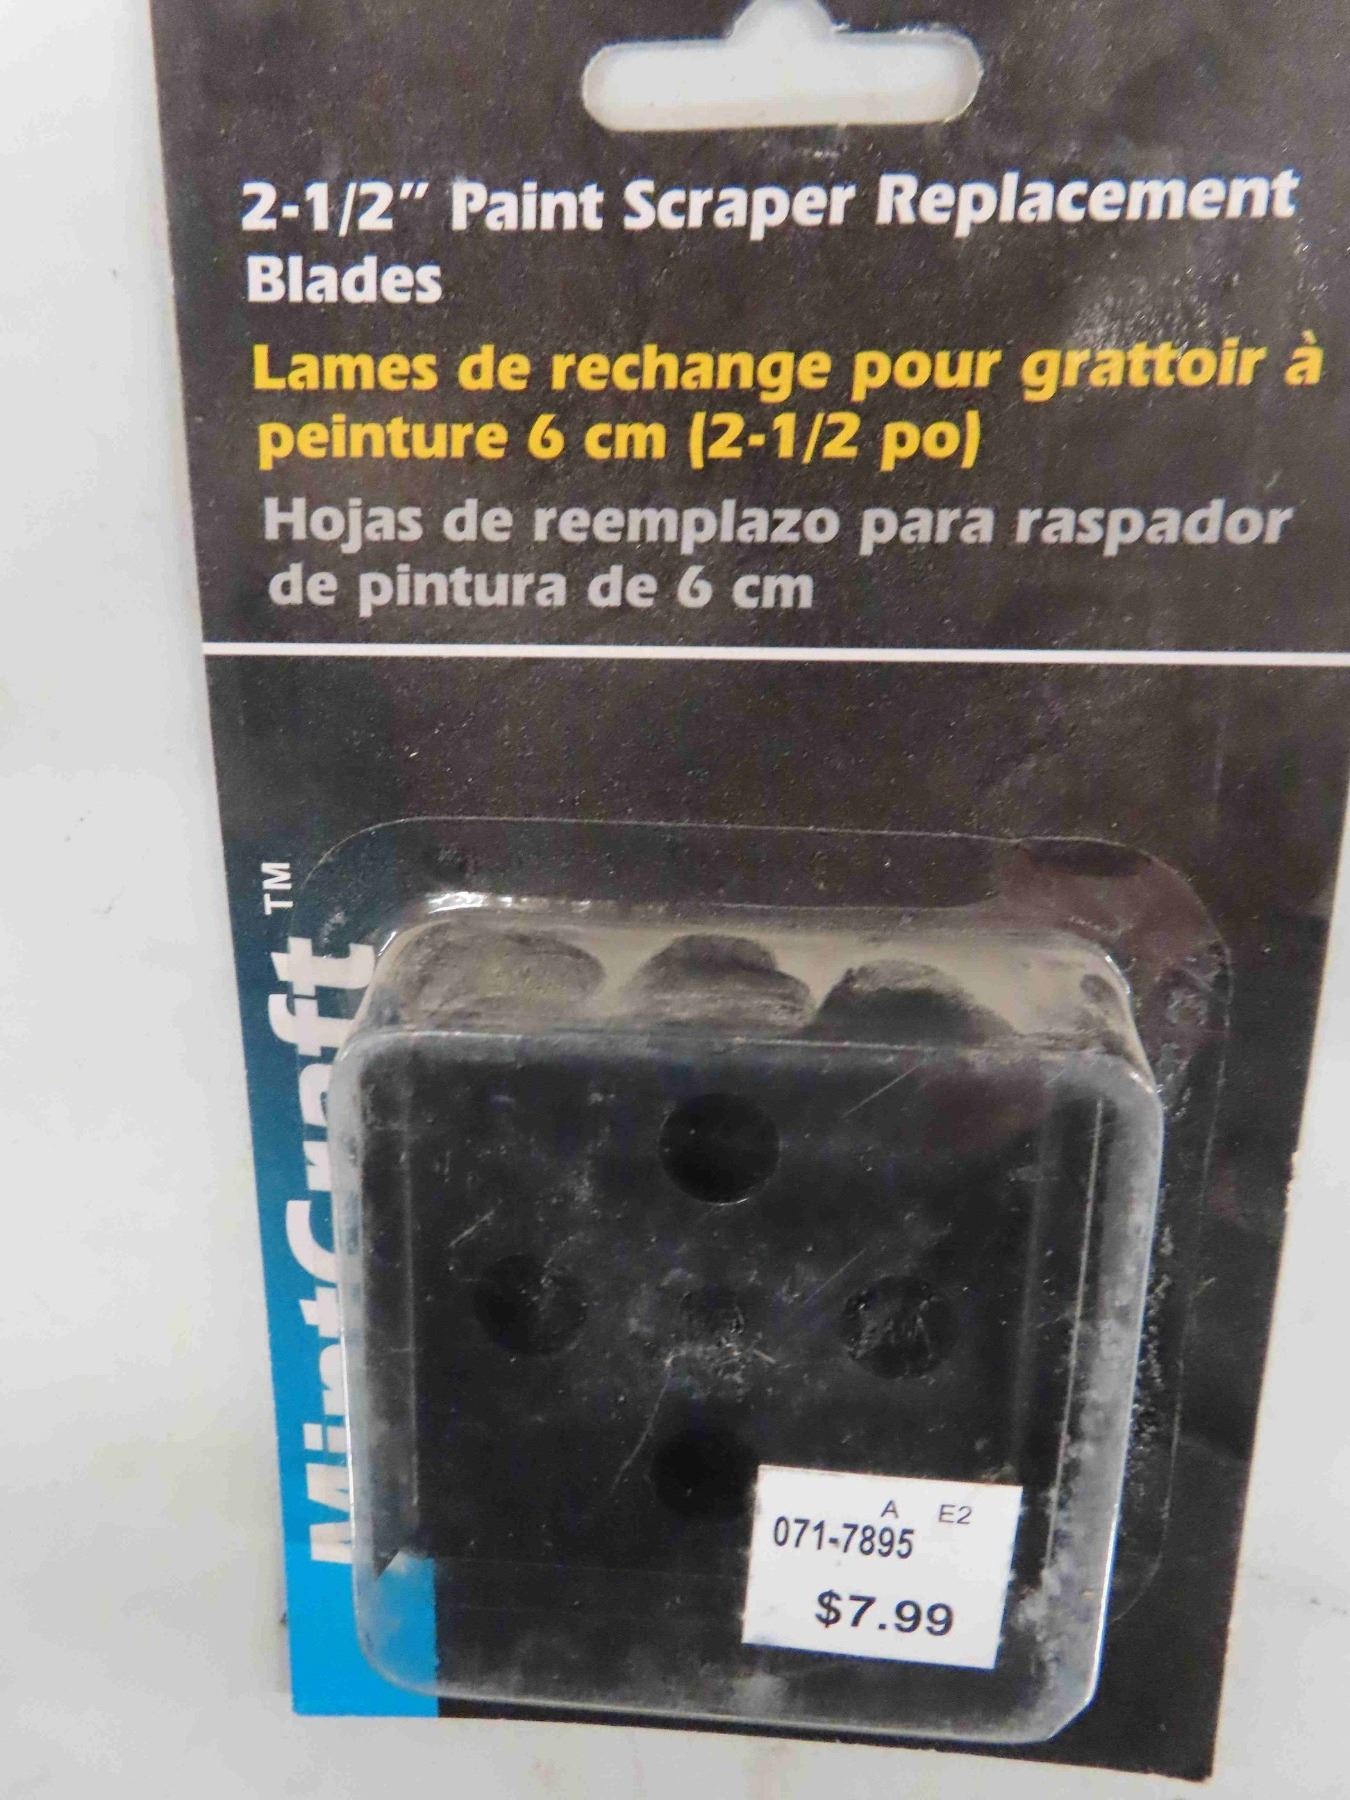 2-1/2" Paint Scraper Replacement
Blades
Lames de rechange pour grattoir à
peinture 6 cm (2-1/2 po)
Hojas de reemplazo para raspador
de pintura de 6 cm
MintCraft™
A E2
071-7895
$7.99